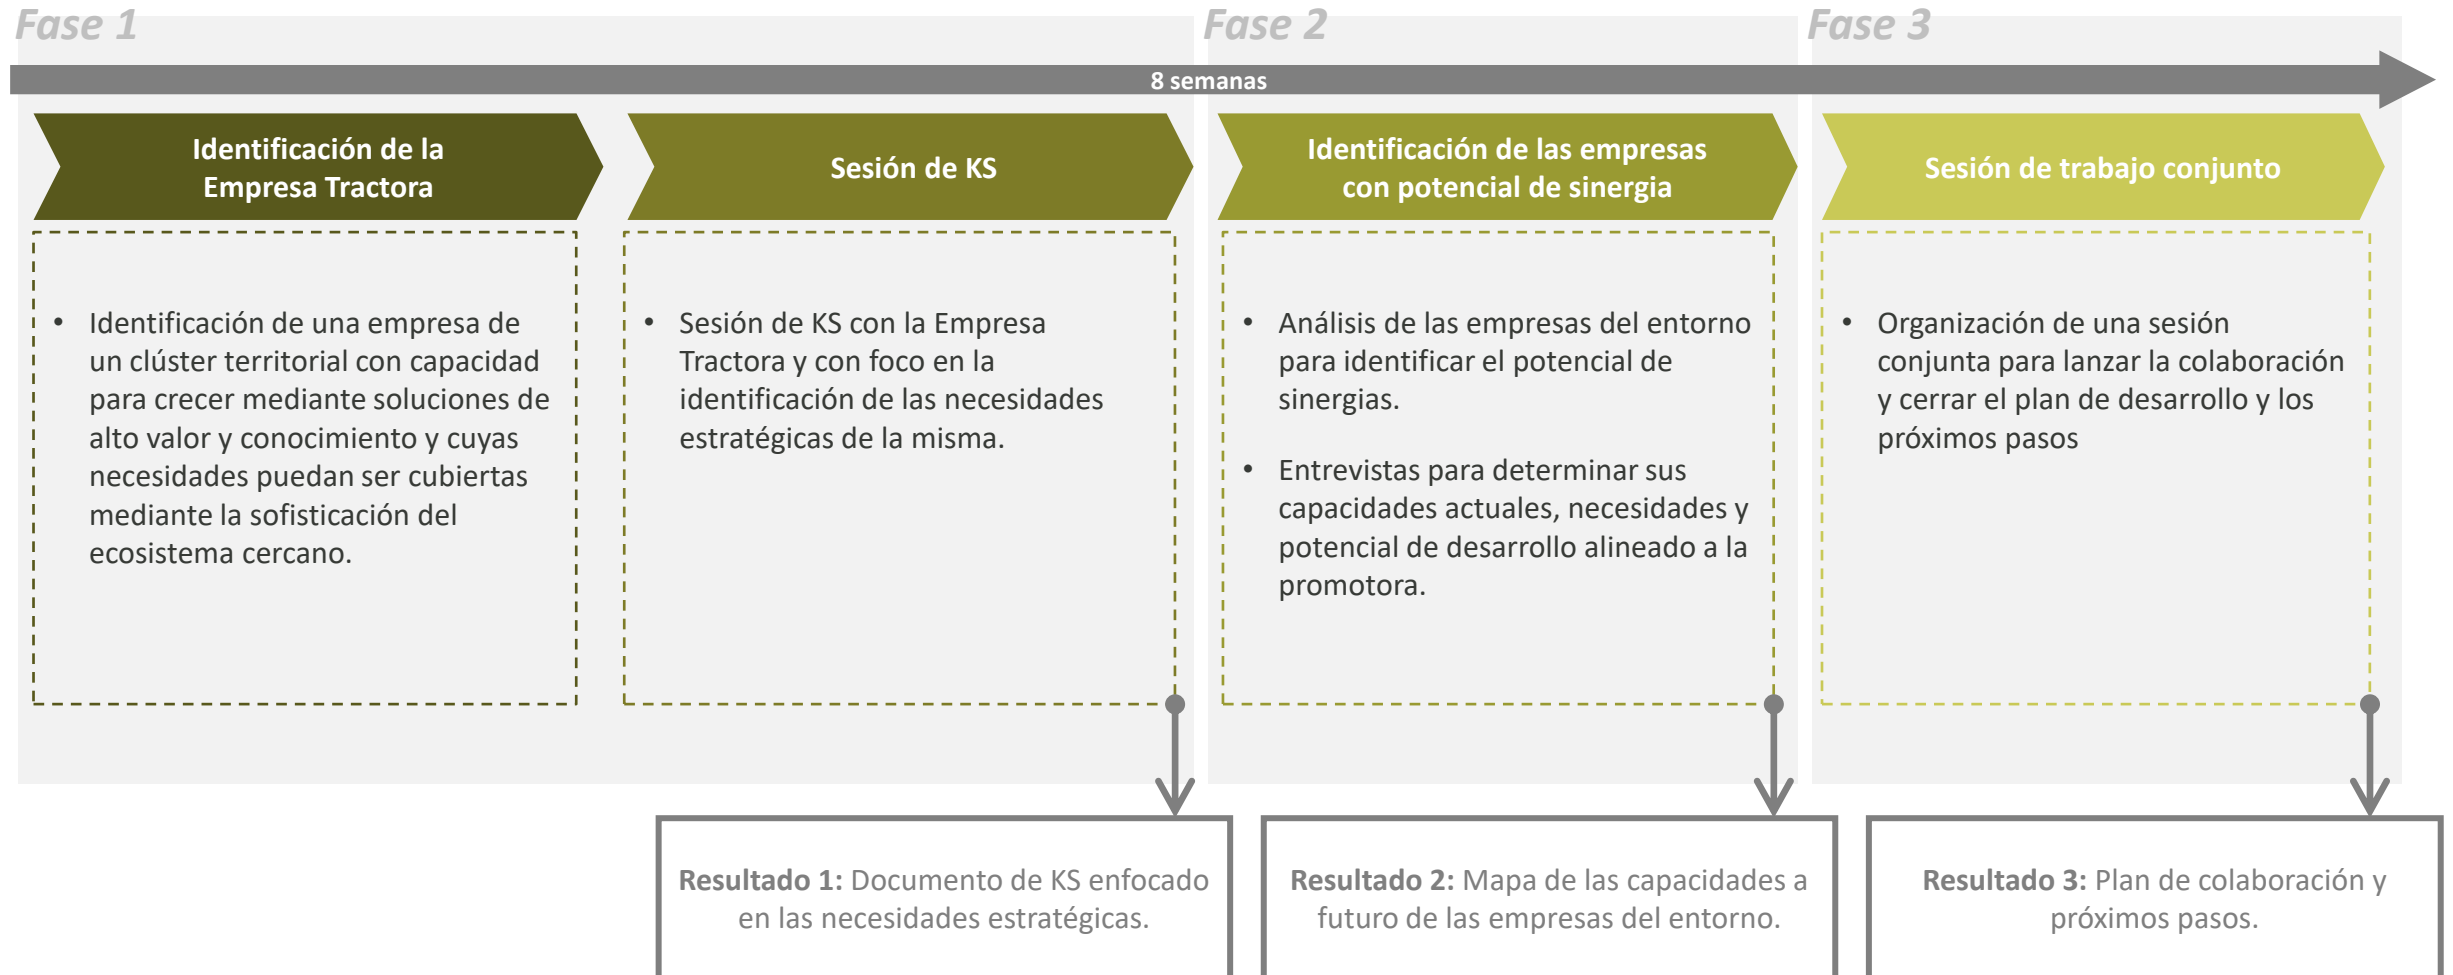 Fase 1
Fase 2
Fase 3
8 semanas
Identificación de la
Empresa Tractora
Sesión de KS
Identificación de las empresas
con potencial de sinergia
Sesión de trabajo conjunto
• Identificación de una empresa de
un clúster territorial con capacidad
para crecer mediante soluciones de
alto valor y conocimiento y cuyas
necesidades puedan ser cubiertas
mediante la sofisticación del
ecosistema cercano.
• Sesión de KS con la Empresa
Tractora y con foco en la
identificación de las necesidades
estratégicas de la misma.
• Análisis de las empresas del entorno
para identificar el potencial de
sinergias.
• Entrevistas para determinar sus
capacidades actuales, necesidades y
potencial de desarrollo alineado a la
promotora.
• Organización de una sesión
conjunta para lanzar la colaboración
y cerrar el plan de desarrollo y los
próximos pasos
Resultado 1: Documento de KS enfocado
en las necesidades estratégicas.
Resultado 2: Mapa de las capacidades a
futuro de las empresas del entorno.
Resultado 3: Plan de colaboración y
próximos pasos.